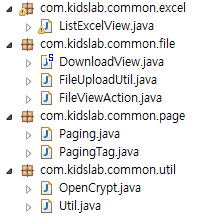 com.kidslab.common.excel
ListExcelView.java
com.kidslab.common.file
DownloadView.java
FileUploadUtil.java
FileViewAction.java
com.kidslab.common.page
Paging.java
PagingTag.java
com.kidslab.common.util
OpenCrypt.java
Util.java